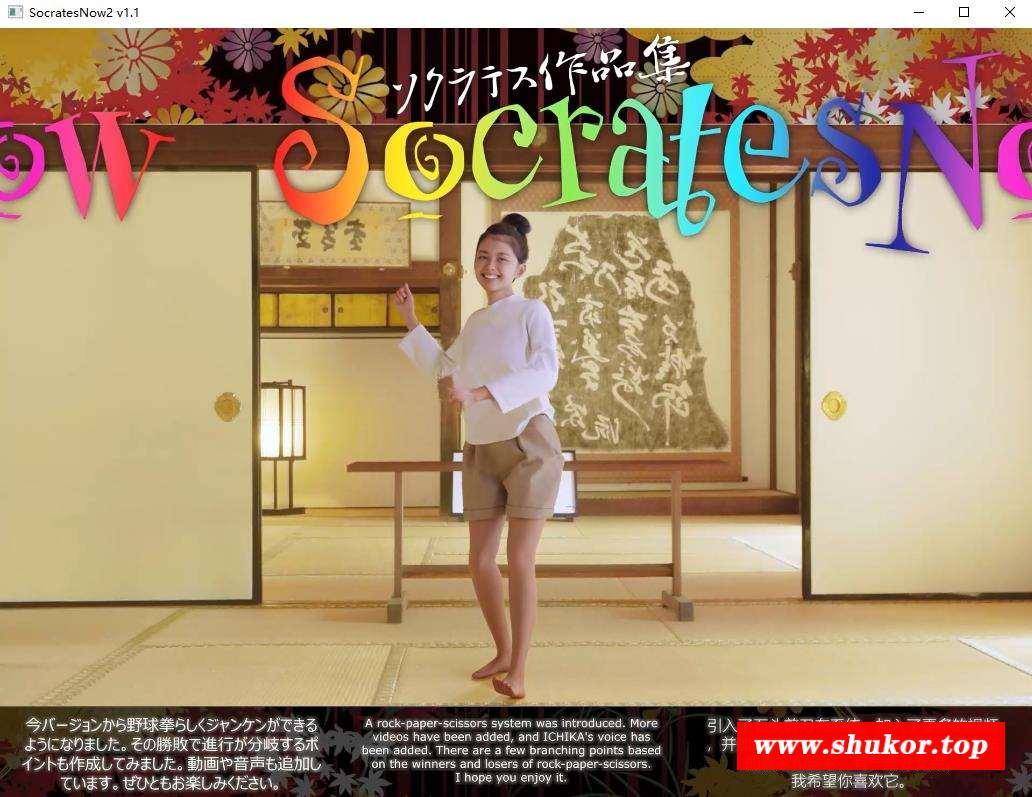 SocratesNow2 v1.1
ソクラテス作品集
ow SocratesNo
今バージョンから野球拳らしくジャンケンができる
ようになりました。その勝敗で進行が分岐するポ
イントも作成してみました。動画や音声も追加し
ています。ぜひともお楽しみください。
A rock-paper-scissors system was introduced. More
videos have been added, and ICHIKA's voice has
been added. There are a few branching points based
on the winners and losers of rock-paper-scissors.
I hope you enjoy it.
，并
我希望你喜欢它。
www.shukor.top